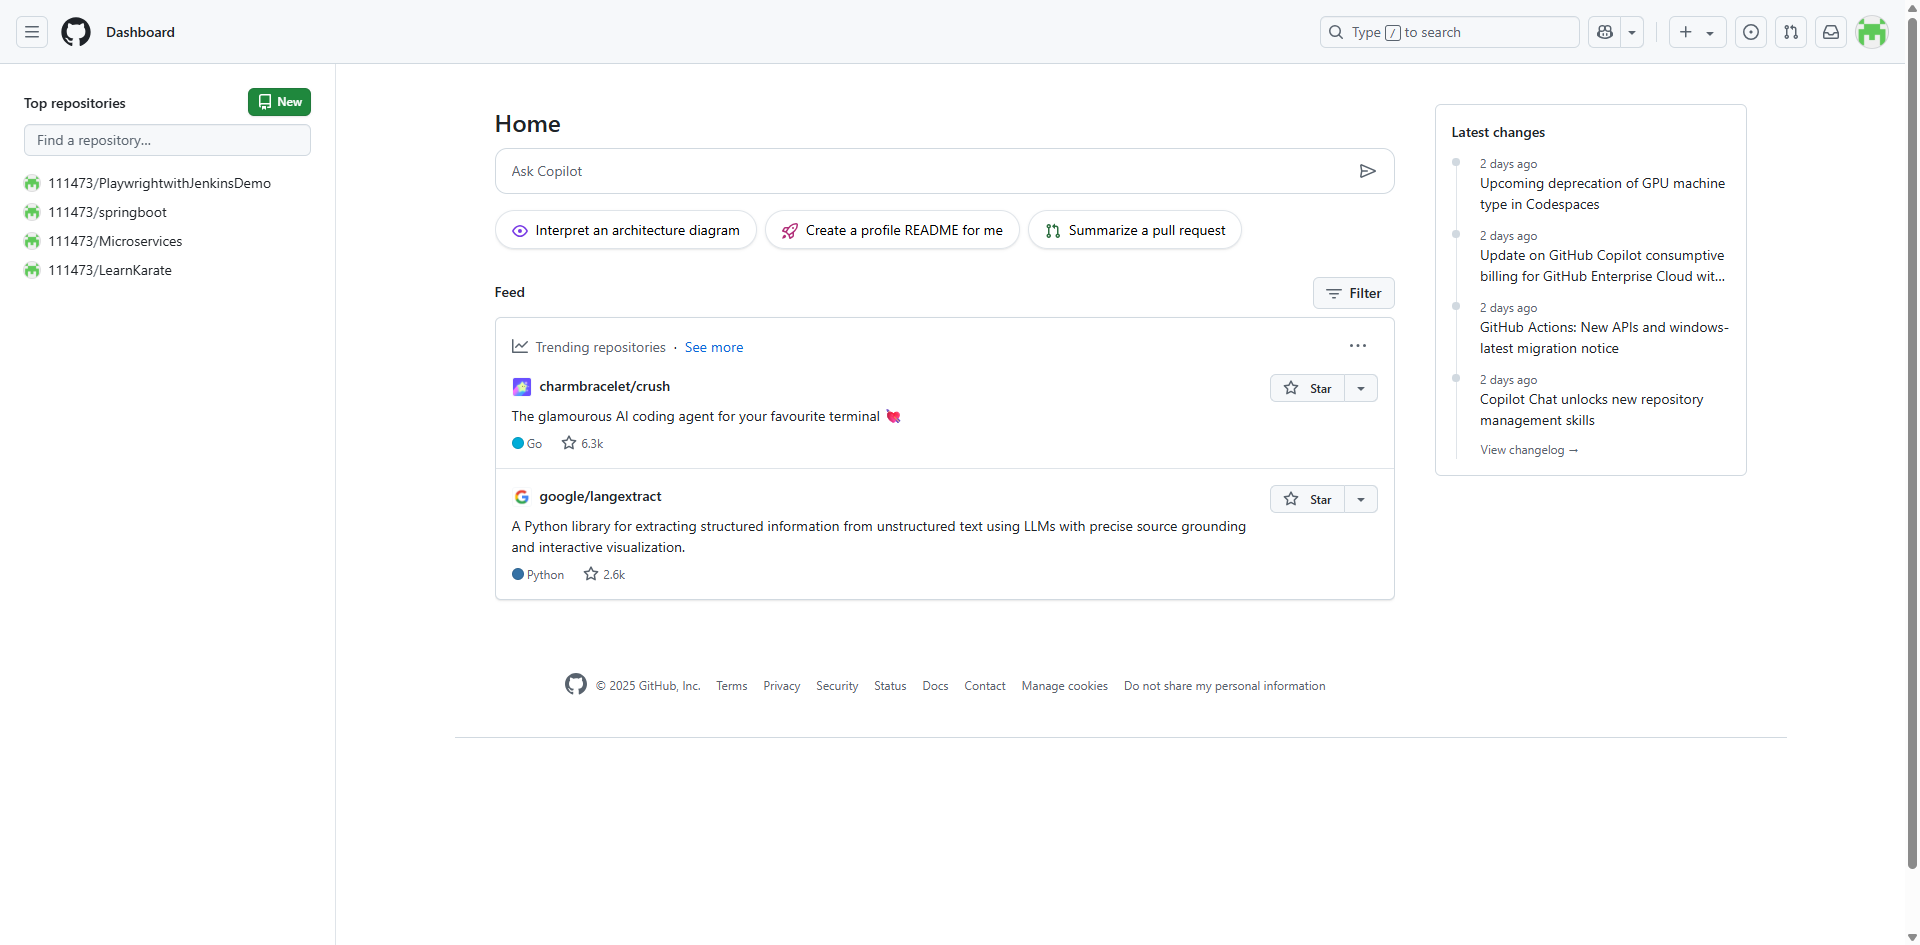 Dashboard
Type / to search
Top repositories
New
Find a repository...
111473/PlaywrightwithJenkinsDemo
111473/springboot
111473/Microservices
111473/LearnKarate
Home
Ask Copilot
Interpret an architecture diagram
Create a profile README for me
Summarize a pull request
Feed
Filter
Trending repositories · See more
charmbracelet/crush
Star
The glamourous AI coding agent for your favourite terminal 💘
Go
6.3k
google/langextract
Star
A Python library for extracting structured information from unstructured text using LLMs with precise source grounding
and interactive visualization.
Python
2.6k
Latest changes
2 days ago
Upcoming deprecation of GPU machine
type in Codespaces
2 days ago
Update on GitHub Copilot consumptive
billing for GitHub Enterprise Cloud wit...
2 days ago
GitHub Actions: New APIs and windows-
latest migration notice
2 days ago
Copilot Chat unlocks new repository
management skills
View changelog →
© 2025 GitHub, Inc. Terms Privacy Security Status Docs Contact Manage cookies Do not share my personal information